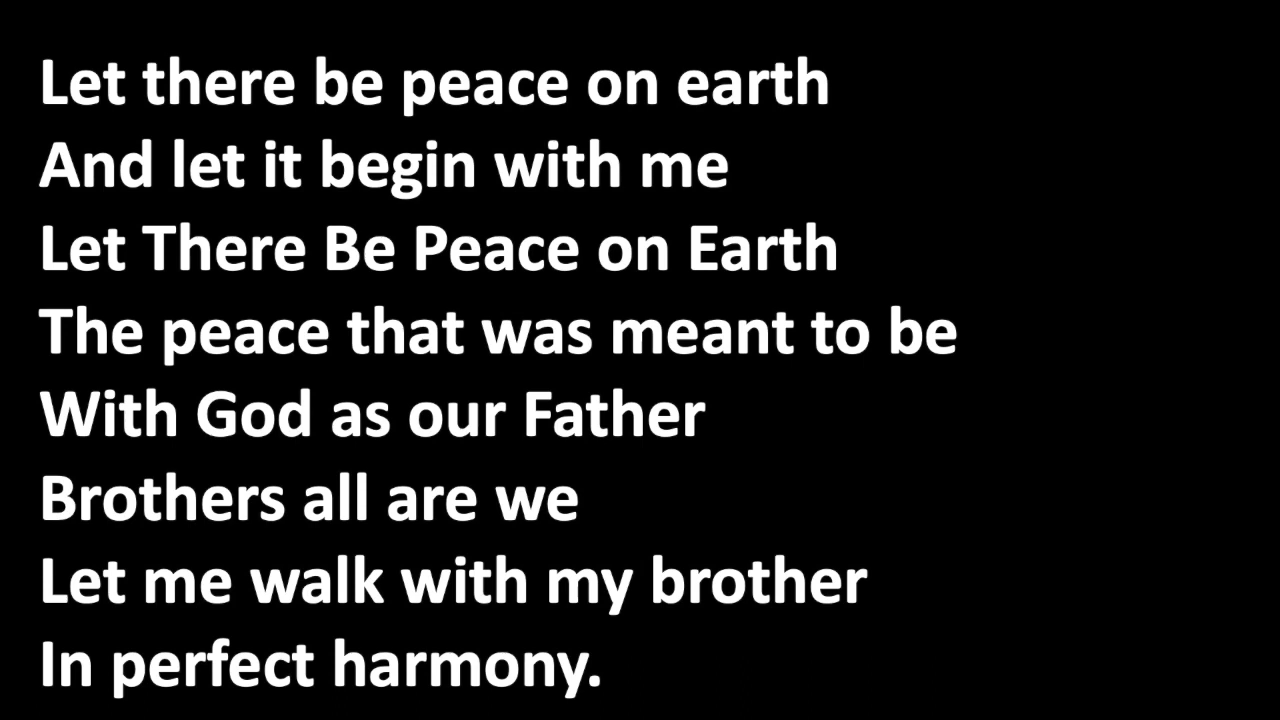 Let there be peace on earth
And let it begin with me
Let There Be Peace on Earth
The peace that was meant to be
With God as our Father
Brothers all are we
Let me walk with my brother
In perfect harmony.